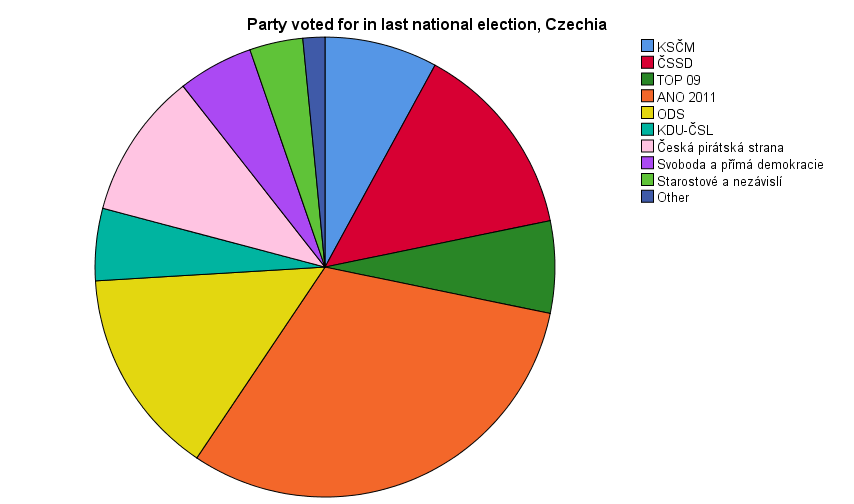 Party voted for in last national election, Czechia
KSČM
ČSSD
TOP 09
ANO 2011
ODS
KDU-ČSL
Česká pirátská strana
Svoboda a přímá demokracie
Starostové a nezávislí
Other